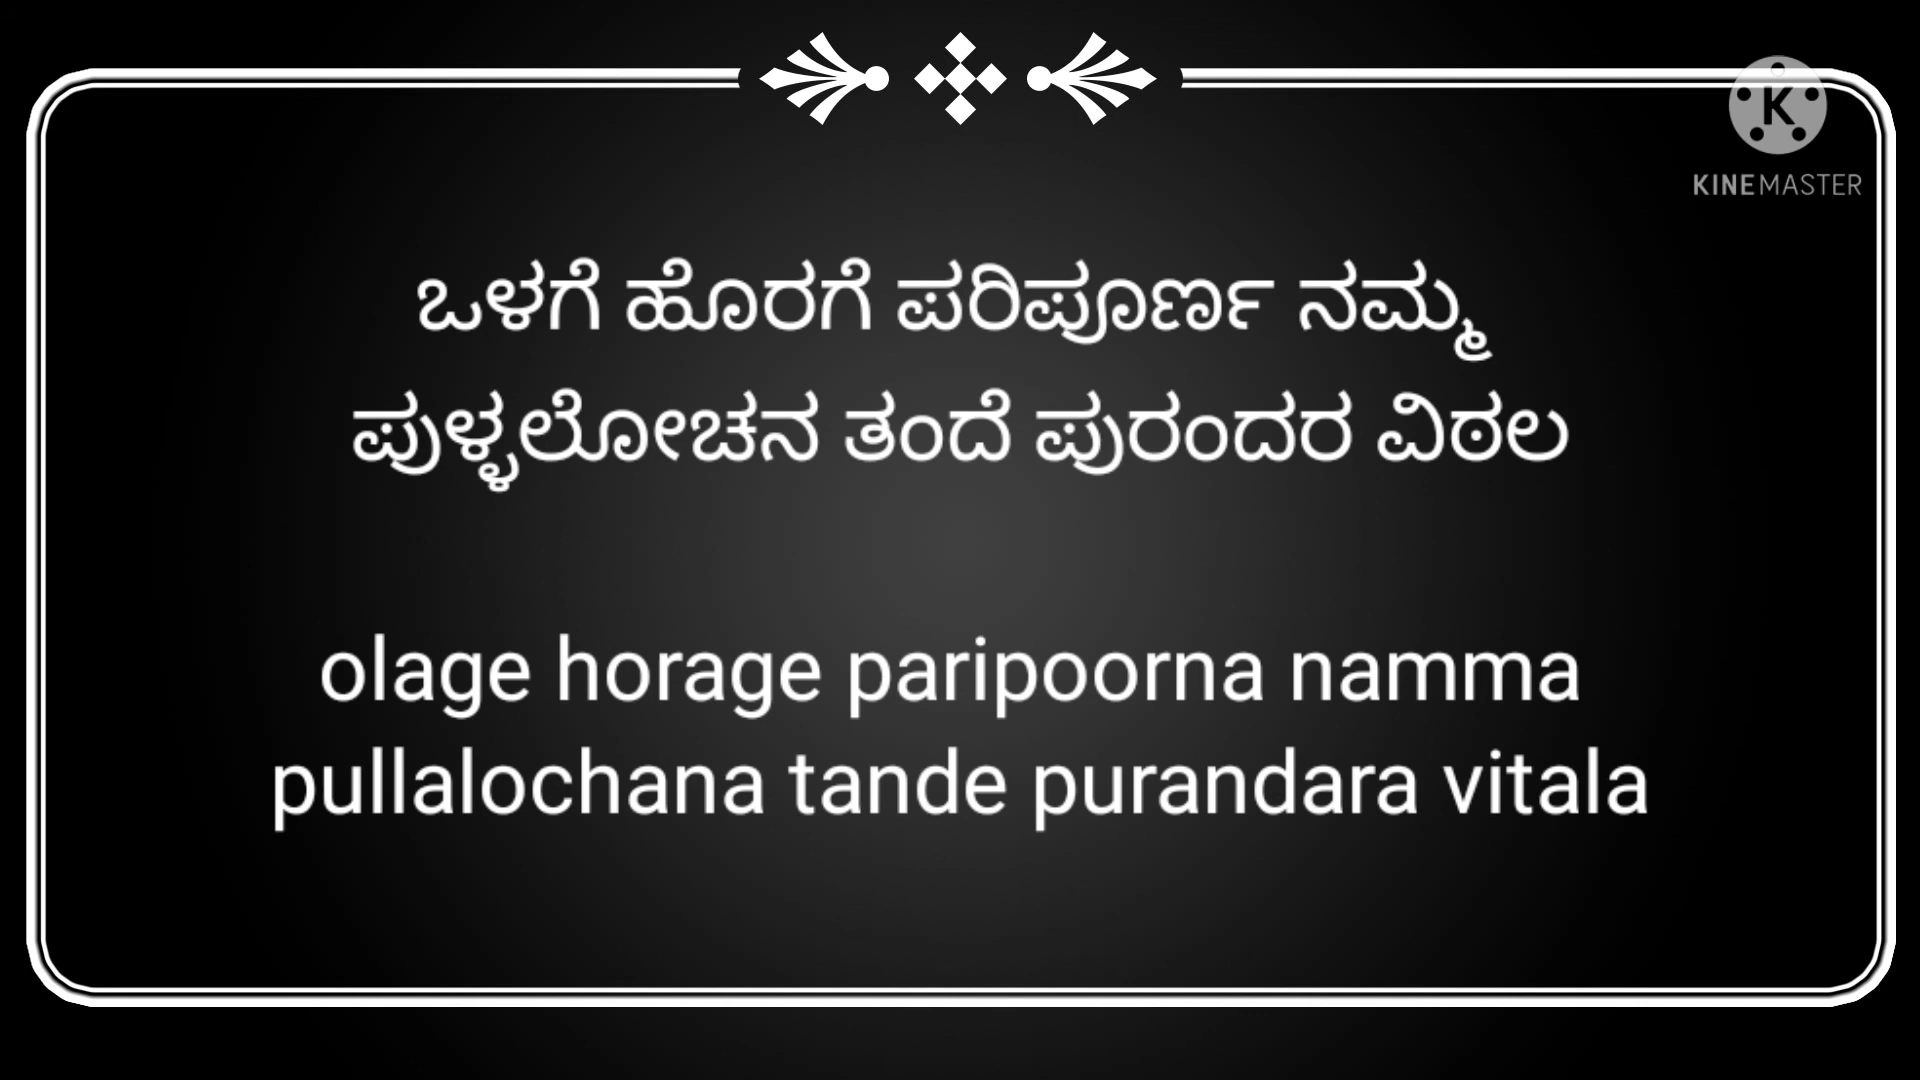 KINEMASTER
ಒಳಗೆ ಹೊರಗೆ ಪರಿಪೂರ್ಣ ನಮ್ಮ
ಪುಳ್ಳಲೋಚನ ತಂದೆ ಪುರಂದರ ವಿಠಲ
olage horage paripoorna namma
pullalochana tande purandara vitala